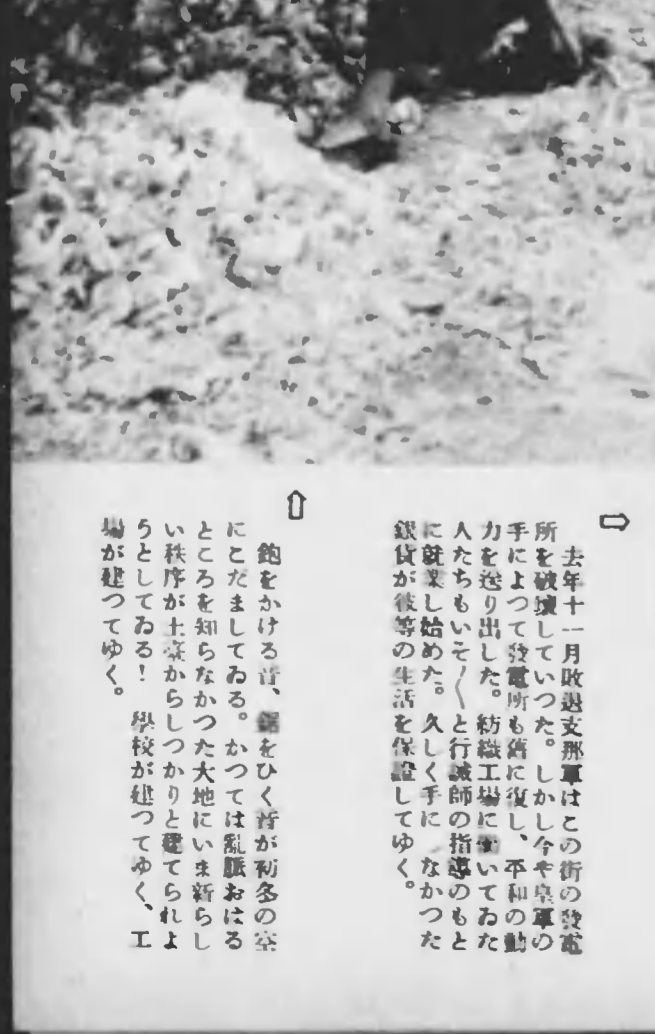 去年十一月敗退支那軍はこの街の發電
所を破壞していつた。しかし今や皇軍の
手によつて發電所も舊に復し、平和の動
力を送り出した。紡織工場に働いてゐた
人たちもいそ〳〵と行機師の指導のもと
に就業し始めた。久しく手に なかつた
銀貨が彼等の生活を保證してゆく。
鉋をかける音、鋸をひく音が初冬の空
にこだましてゐる。かつては亂脈おはる
ところを知らなかつた大地にいま新らし
い秩序が土臺からしつかりと建てられよ
うとしてゐる! 學校が建つてゆく、工
場が建つてゆく。